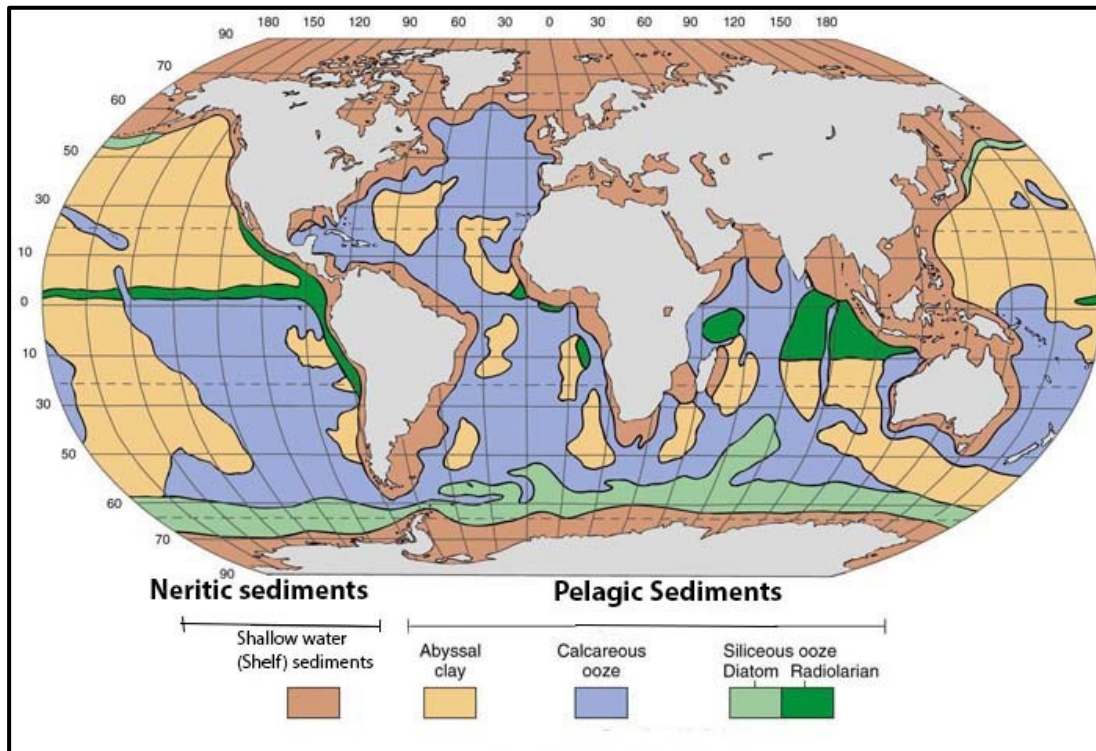 180 150 120 90 60 30 0 30 60 90 120 150 180
90
70
60
50
30
10
0
10
30
50
60
70
90
Neritic sediments Pelagic Sediments
Shallow water
(Shelf) sediments
Abyssal
clay
Calcareous
ooze
Siliceous ooze
Diatom Radiolarian